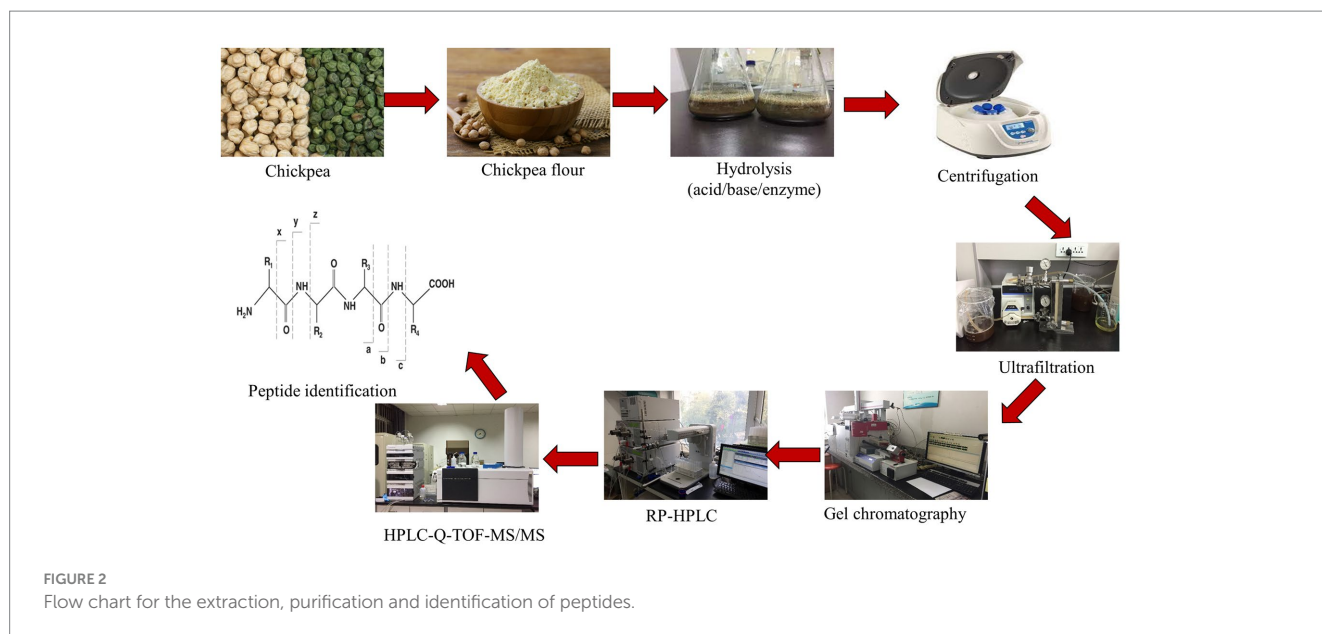 Chickpea
Chickpea flour
Hydrolysis
(acid/base/enzyme)
Centrifugation
Ultrafiltration
Gel chromatography
RP-HPLC
HPLC-Q-TOF-MS/MS
x
y
z
R1
O
R3
NH
NH
COOH
H2N
NH
O
R2
O
R4
a
b
c
Peptide identification
FIGURE 2
Flow chart for the extraction, purification and identification of peptides.